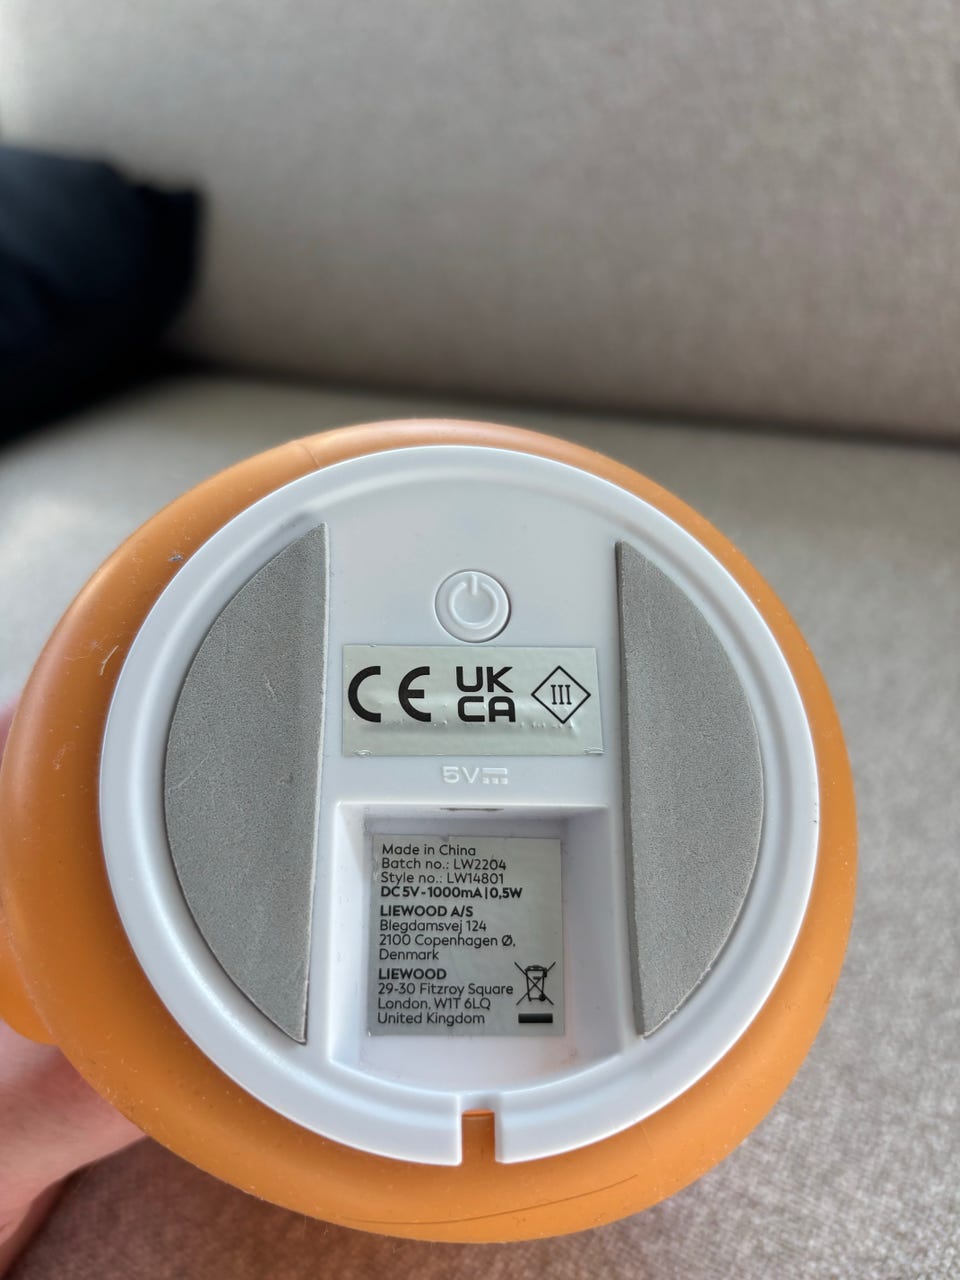 CE UK CA III
5V
Made in China
Batch no.: LW2204
Style no.: LW14801
DC 5V - 1000mA | 0,5W
LIEWOOD A/S
Blegdamsvej 124
2100 Copenhagen Ø,
Denmark
LIEWOOD
29-30 Fitzroy Square
London, W1T 6LQ
United Kingdom